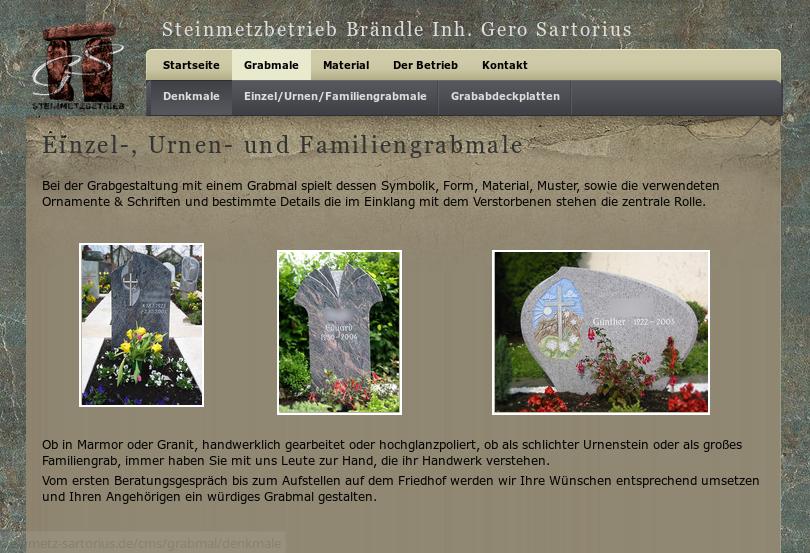 Steinmetzbetrieb Brändle Inh. Gero Sartorius
STEINMETZBETRIEB
Startseite Grabmale Material Der Betrieb Kontakt
Denkmale Einzel/Urnen/Familiengrabmale Grababdeckplatten
Einzel-, Urnen- und Familiengrabmale
Bei der Grabgestaltung mit einem Grabmal spielt dessen Symbolik, Form, Material, Muster, sowie die verwendeten
Ornamente & Schriften und bestimmte Details die im Einklang mit dem Verstorbenen stehen die zentrale Rolle.
Eduard
Günther 1922 – 2005
Ob in Marmor oder Granit, handwerklich gearbeitet oder hochglanzpoliert, ob als schlichter Urnenstein oder als großes
Familiengrab, immer haben Sie mit uns Leute zur Hand, die ihr Handwerk verstehen.
Vom ersten Beratungsgespräch bis zum Aufstellen auf dem Friedhof werden wir Ihre Wünschen entsprechend umsetzen
und Ihren Angehörigen ein würdiges Grabmal gestalten.
metz-sartorius.de/cms/grabmal/denkmale